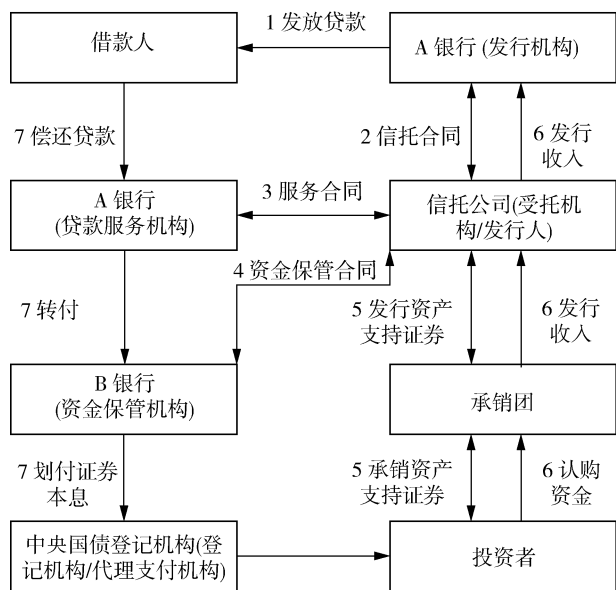 1 发放贷款
借款人
A 银行 (发行机构)
7 偿还贷款
2 信托合同
6 发行
收入
A 银行
(贷款服务机构)
3 服务合同
信托公司(受托机
构/发行人)
4 资金保管合同
7 转付
5 发行资产
支持证券
6 发行
收入
B 银行
(资金保管机构)
承销团
7 划付证券
本息
5 承销资产
支持证券
6 认购
资金
中央国债登记机构(登
记机构/代理支付机构)
投资者